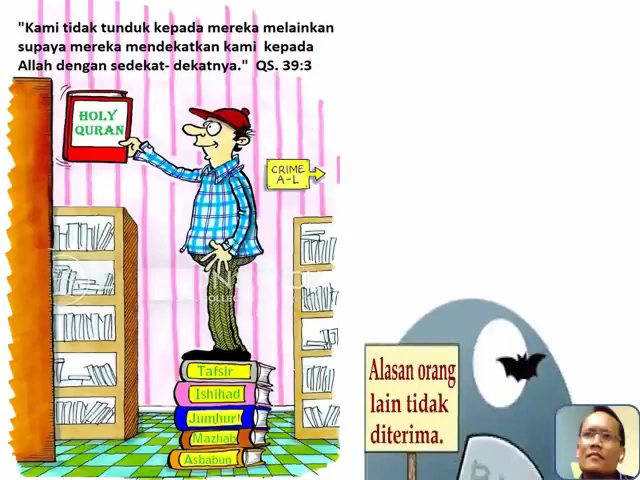 "Kami tidak tunduk kepada mereka melainkan
supaya mereka mendekatkan kami kepada
Allah dengan sedekat- dekatnya." QS. 39:3
HOLY
QURAN
CRIME
A-L
Tafsir
Ishihad
Jumhurl
Mazhab
Asbabun
Alasan orang
lain tidak
diterima.